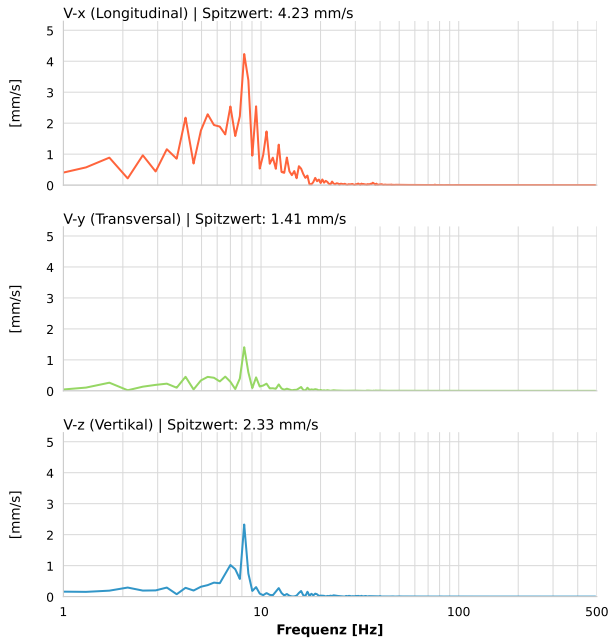 V-x (Longitudinal) | Spitzwert: 4.23 mm/s
5
4
3
2
1
0
[mm/s]
V-y (Transversal) | Spitzwert: 1.41 mm/s
5
4
3
2
1
0
[mm/s]
V-z (Vertikal) | Spitzwert: 2.33 mm/s
5
4
3
2
1
0
[mm/s]
1 10 100 500
Frequenz [Hz]